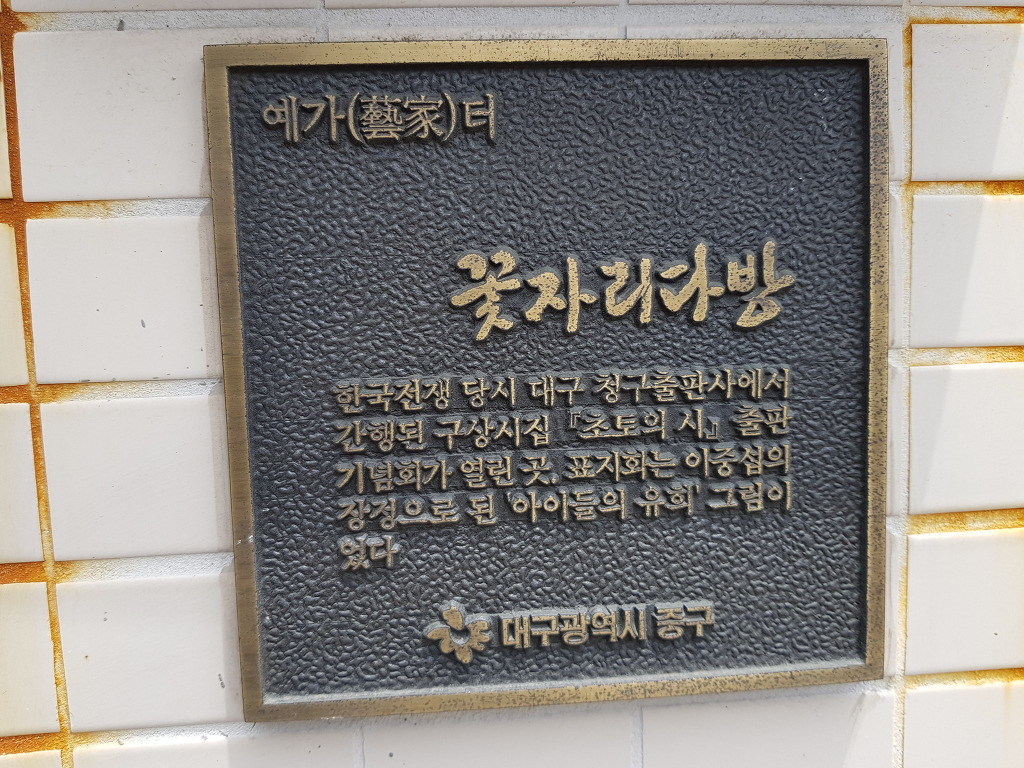 예가(藝家)터
꽃자리다방
한국전쟁 당시 대구 청구출판사에서
간행된 구상시집 『초토의 시』 출판
기념회가 열린 곳. 표지화는 이중섭의
장정으로 된 '아이들의 유희' 그림이
었다
대구광역시 중구